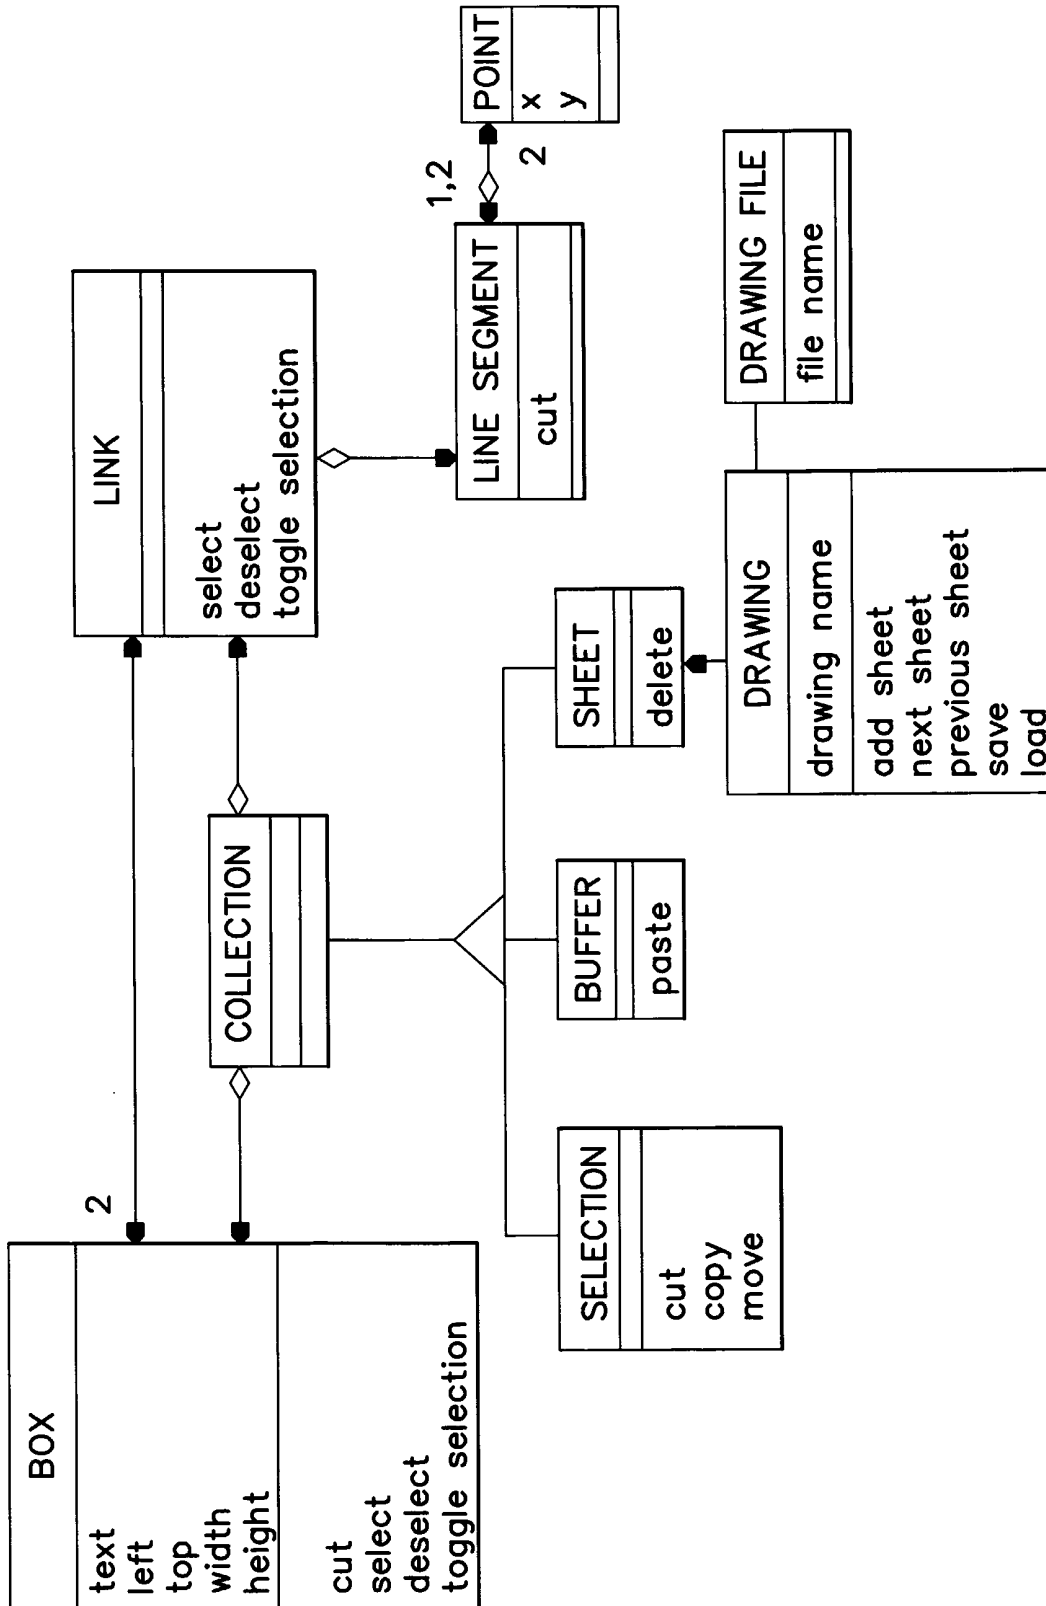 BOX
text
left
top
width
height
cut
select
deselect
toggle selection
2
LINK
select
deselect
toggle selection
COLLECTION
LINE SEGMENT
cut
1,2
2
POINT
x
y
SELECTION
cut
copy
move
BUFFER
paste
SHEET
delete
DRAWING
drawing name
add sheet
next sheet
previous sheet
save
load
DRAWING FILE
file name